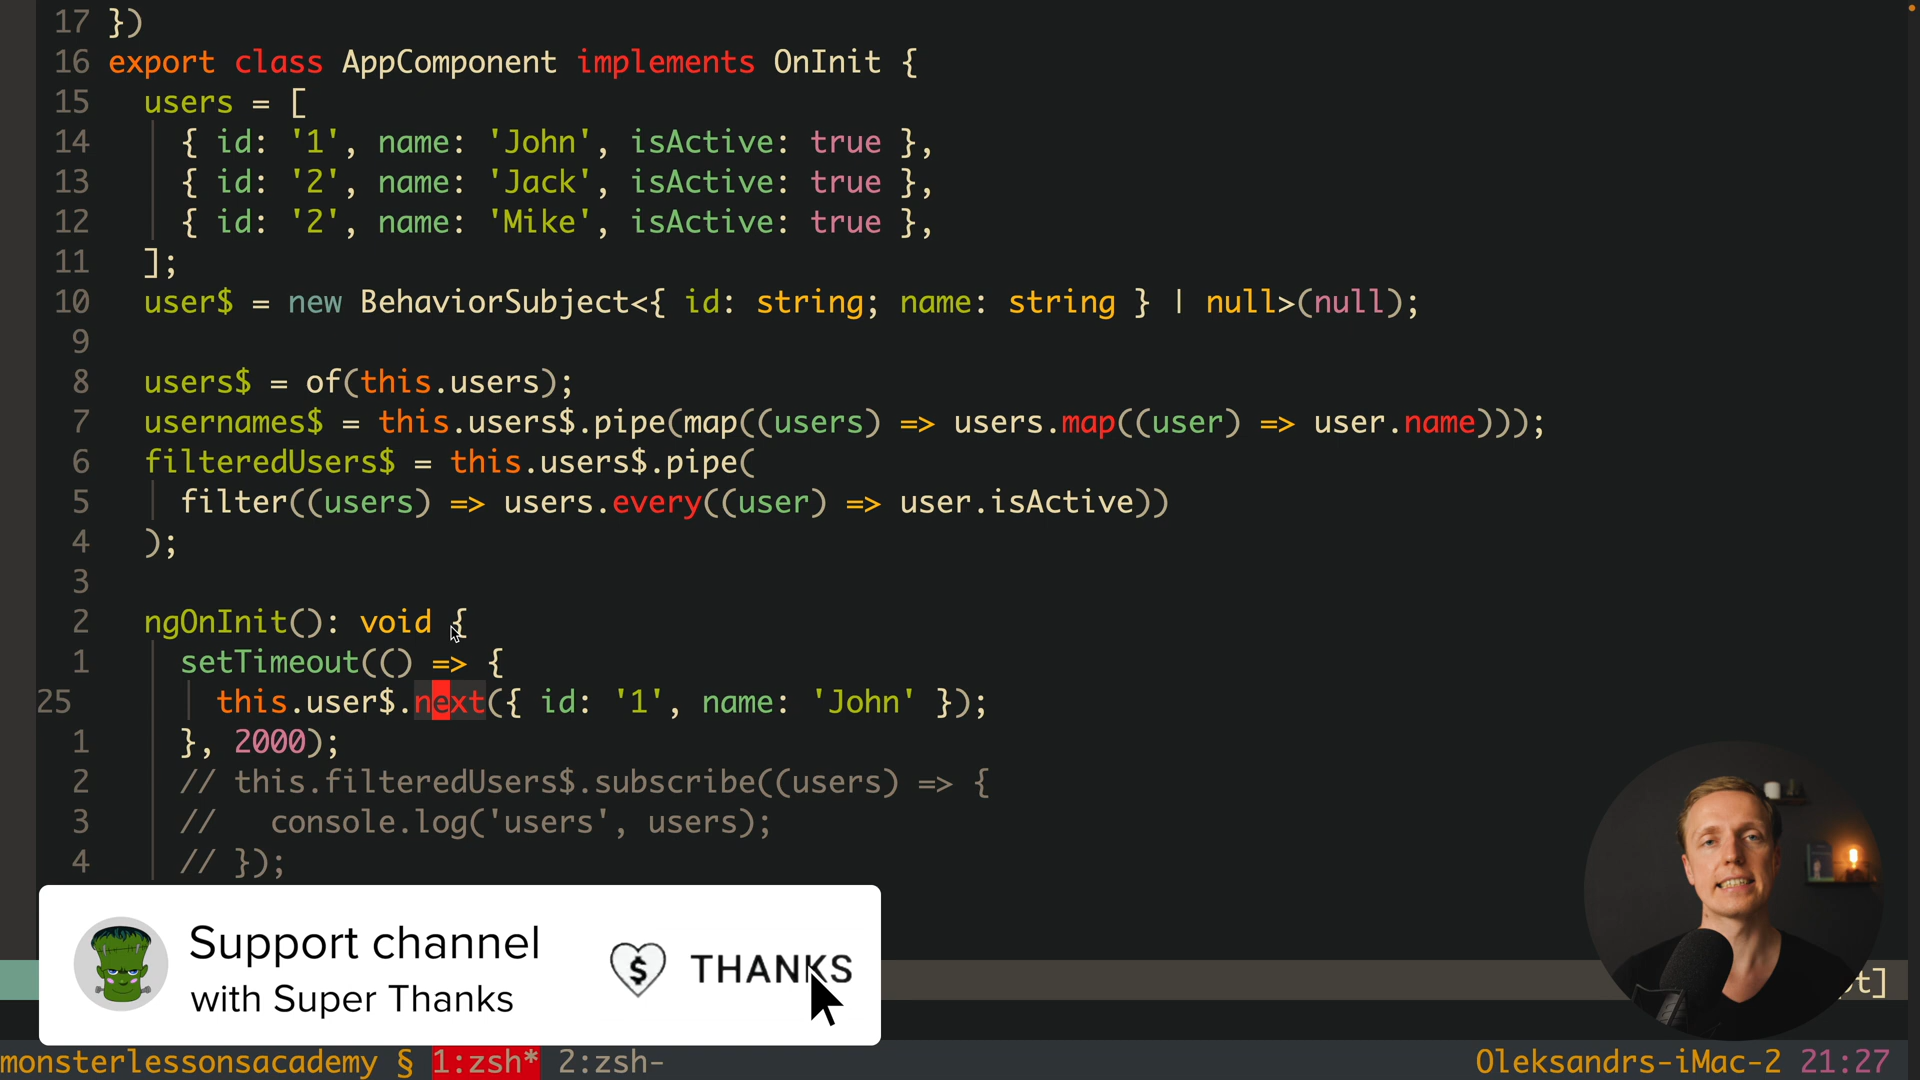 17 })
16 export class AppComponent implements OnInit {
15 users = [
14 { id: '1', name: 'John', isActive: true },
13 { id: '2', name: 'Jack', isActive: true },
12 { id: '2', name: 'Mike', isActive: true },
11 ];
10 user$ = new BehaviorSubject<{ id: string; name: string } | null>(null);
9
8 users$ = of(this.users);
7 usernames$ = this.users$.pipe(map((users) => users.map((user) => user.name)));
6 filteredUsers$ = this.users$.pipe(
5 filter((users) => users.every((user) => user.isActive))
4 );
3
2 ngOnInit(): void {
1 setTimeout(() => {
25 this.user$.next({ id: '1', name: 'John' });
1 }, 2000);
2 // this.filteredUsers$.subscribe((users) => {
3 // console.log('users', users);
4 // });
Support channel
with Super Thanks
$ THANKS
monsterlessonsacademy § 1:zsh* 2:zsh- Oleksandrs-iMac-2 21:27